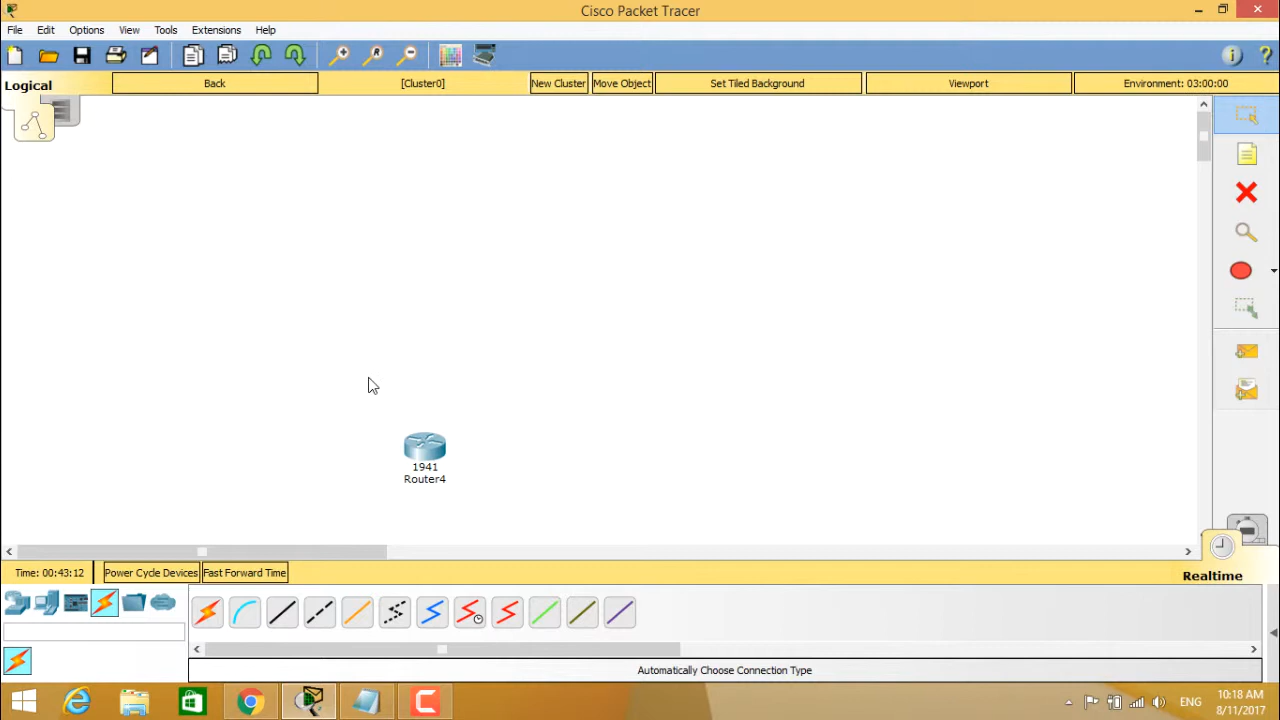 Cisco Packet Tracer
File Edit Options View Tools Extensions Help
Logical Back [Cluster0] New Cluster Move Object Set Tiled Background Viewport Environment: 03:00:00
1941
Router4
Time: 00:43:12 Power Cycle Devices Fast Forward Time Realtime
Automatically Choose Connection Type
ENG
10:18 AM
8/11/2017